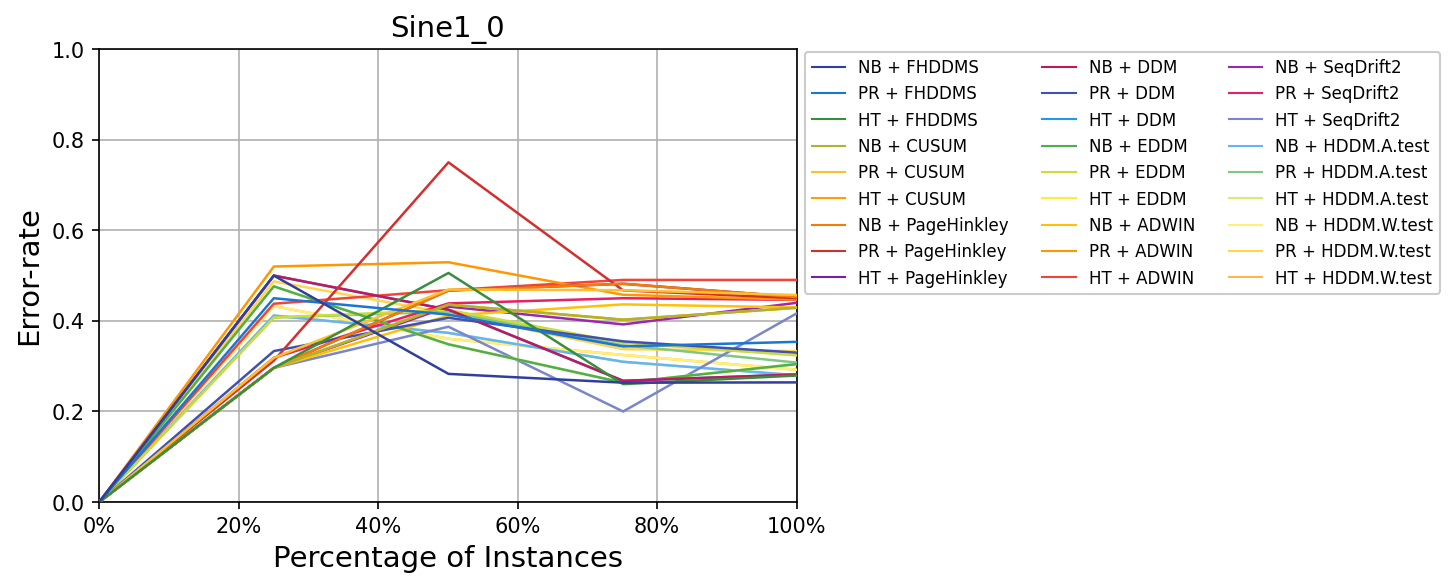 Sine1_0
1.0
0.8
0.6
0.4
0.2
0.0
Error-rate
0%
20%
40%
60%
80%
100%
Percentage of Instances
NB + FHDDMS
PR + FHDDMS
HT + FHDDMS
NB + CUSUM
PR + CUSUM
HT + CUSUM
NB + PageHinkley
PR + PageHinkley
HT + PageHinkley
NB + DDM
PR + DDM
HT + DDM
NB + EDDM
PR + EDDM
HT + EDDM
NB + ADWIN
PR + ADWIN
HT + ADWIN
NB + SeqDrift2
PR + SeqDrift2
HT + SeqDrift2
NB + HDDM.A.test
PR + HDDM.A.test
HT + HDDM.A.test
NB + HDDM.W.test
PR + HDDM.W.test
HT + HDDM.W.test